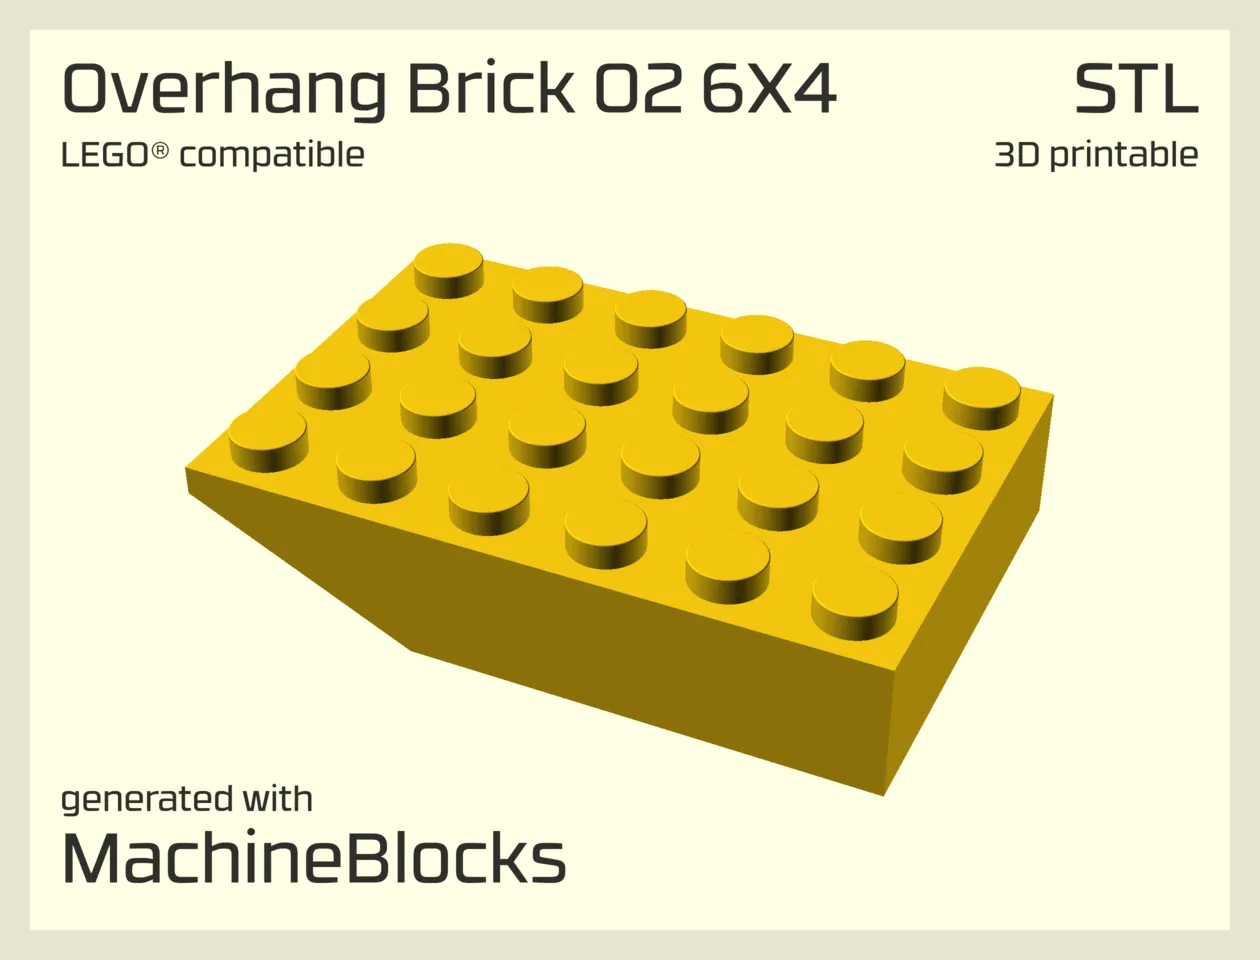 Overhang Brick 02 6X4
STL
LEGO® compatible
3D printable
generated with
MachineBlocks